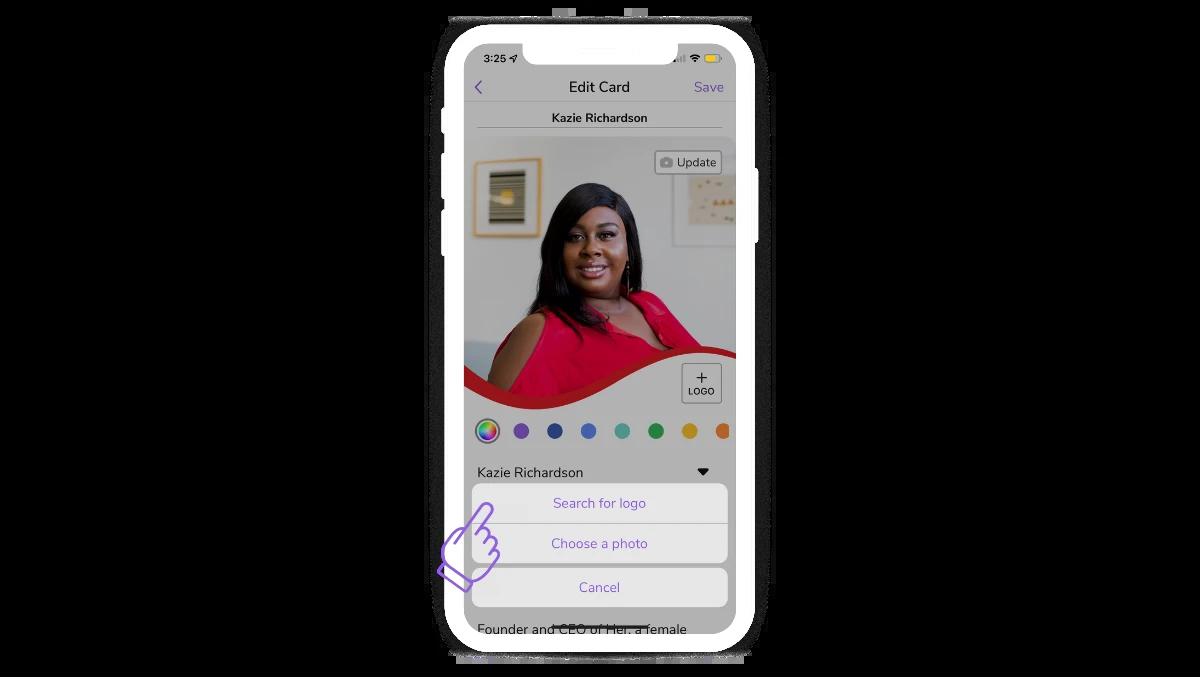 3:25
Edit Card
Save
Kazie Richardson
Update
+
LOGO
Kazie Richardson
Search for logo
Choose a photo
Cancel
Founder and CEO of Her, a female